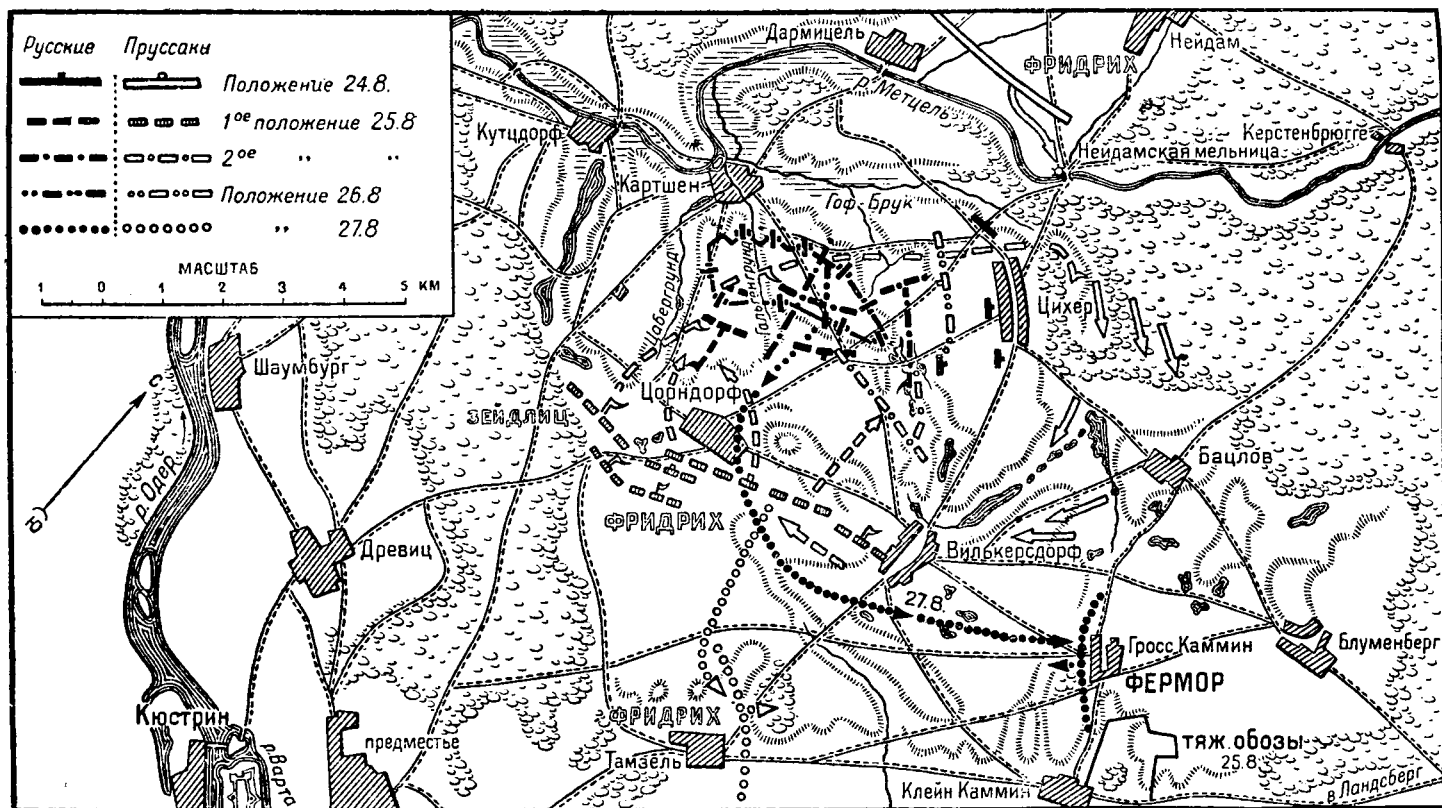 Русские Пруссаки
Положение 24.8.
1ое положение 25.8
2ое " "
Положение 26.8
" 27.8
МАСШТАБ
1 0 1 2 3 4 5 км
Дармицель
Нейдам
ФРИДРИХ
р. Метцель
Кутцдорф
Керстенбрюгге
Нейдамская мельница
Картшен
Гоф-Брук
Цабергрунд
Гальгенгрунд
Цихер
Шаумбург
С
Цорндорф
ЗЕЙДЛИЦ
Бацлов
р. Одер
Ю
ФРИДРИХ
Древиц
Вилькерсдорф
27.8.
Гросс Каммин
Блуменберг
ФЕРМОР
Кюстрин
ФРИДРИХ
предместье
ТЯЖ. ОБОЗЫ
25.8
р. Варта
Тамзель
Клейн Каммин
в Ландсберг